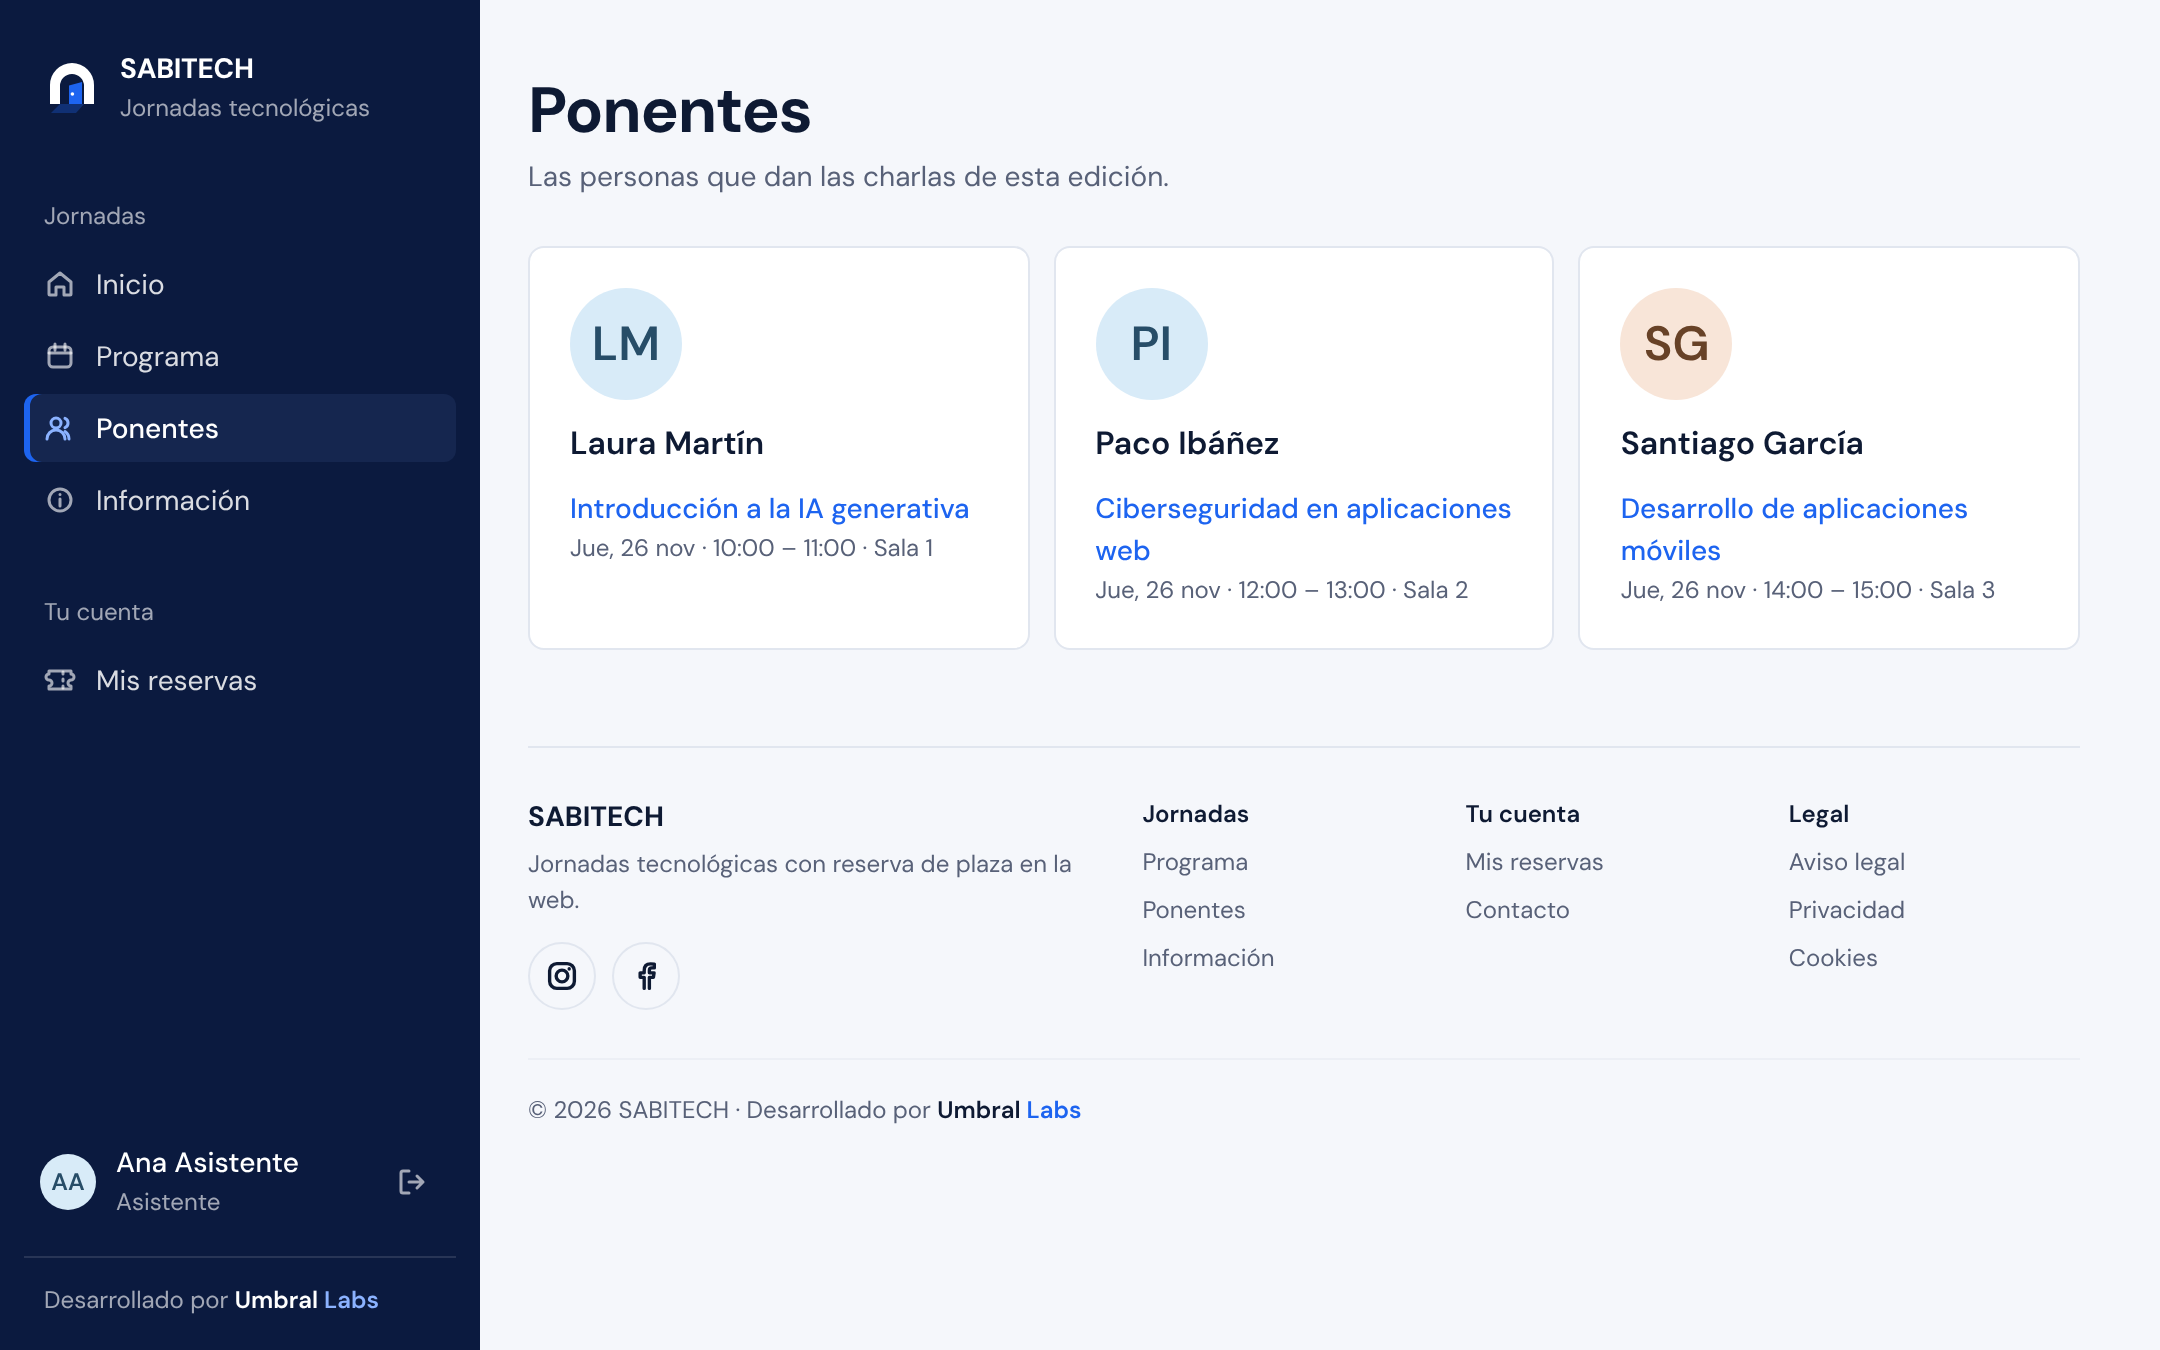 SABITECH
Jornadas tecnológicas
Jornadas
Inicio
Programa
Ponentes
Información
Tu cuenta
Mis reservas
AA
Ana Asistente
Asistente
Desarrollado por Umbral Labs
Ponentes
Las personas que dan las charlas de esta edición.
LM
Laura Martín
Introducción a la IA generativa
Jue, 26 nov · 10:00 – 11:00 · Sala 1
PI
Paco Ibáñez
Ciberseguridad en aplicaciones
web
Jue, 26 nov · 12:00 – 13:00 · Sala 2
SG
Santiago García
Desarrollo de aplicaciones
móviles
Jue, 26 nov · 14:00 – 15:00 · Sala 3
SABITECH
Jornadas tecnológicas con reserva de plaza en la
web.
Jornadas
Programa
Ponentes
Información
Tu cuenta
Mis reservas
Contacto
Legal
Aviso legal
Privacidad
Cookies
© 2026 SABITECH · Desarrollado por Umbral Labs